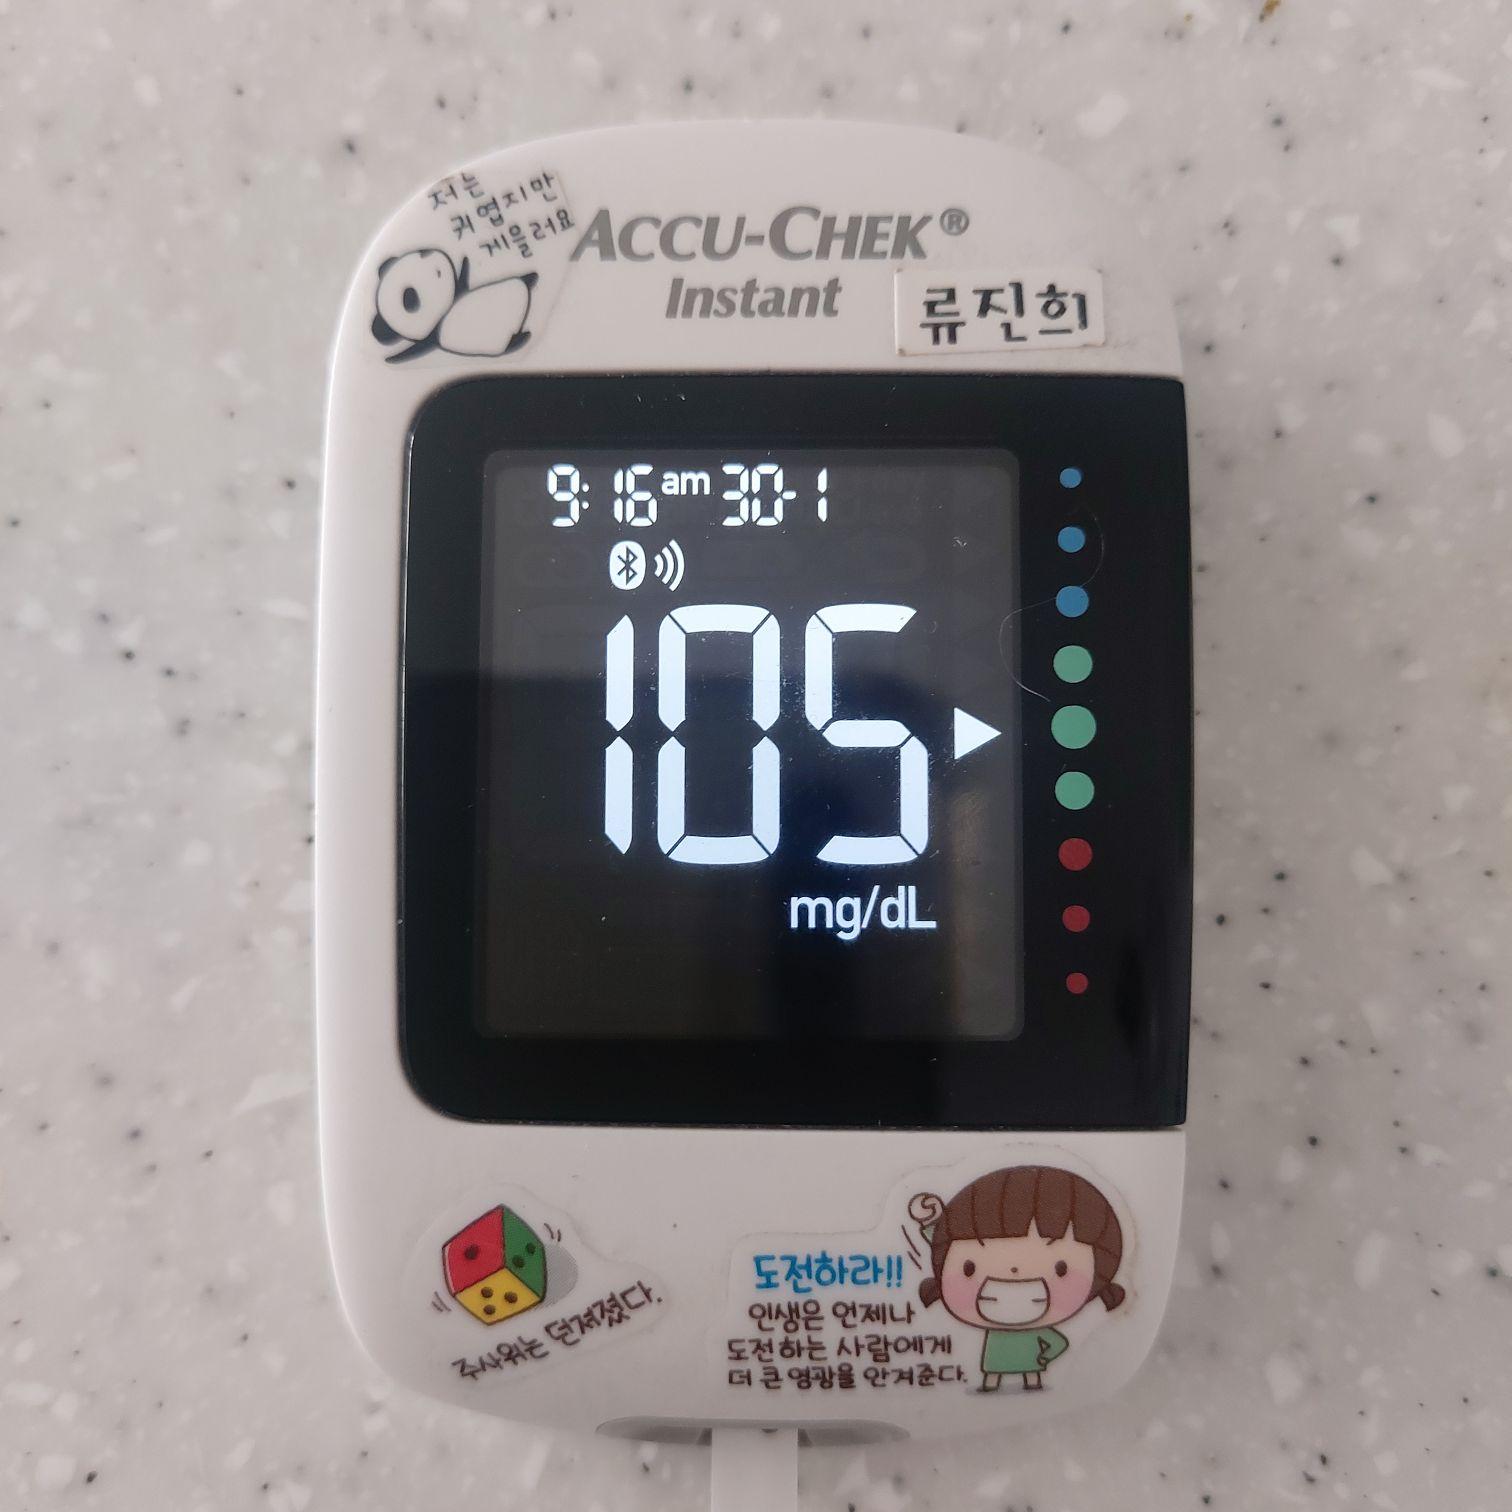 저는
귀엽지만
게을러요
ACCU-CHEK®
Instant
류진희
9:16 am 30-1
105
mg/dL
주사위는 던져졌다.
도전하라!!
인생은 언제나
도전하는 사람에게
더 큰 영광을 안겨준다.